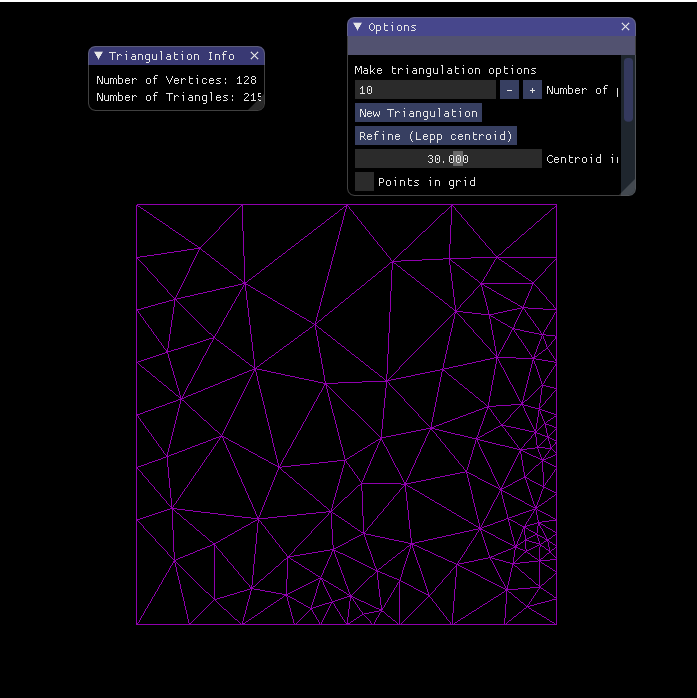 Options
Triangulation Info
Number of Vertices: 128
Number of Triangles: 215
Make triangulation options
10
-
+
Number of
New Triangulation
Refine (Lepp centroid)
30.000
Centroid
Points in grid